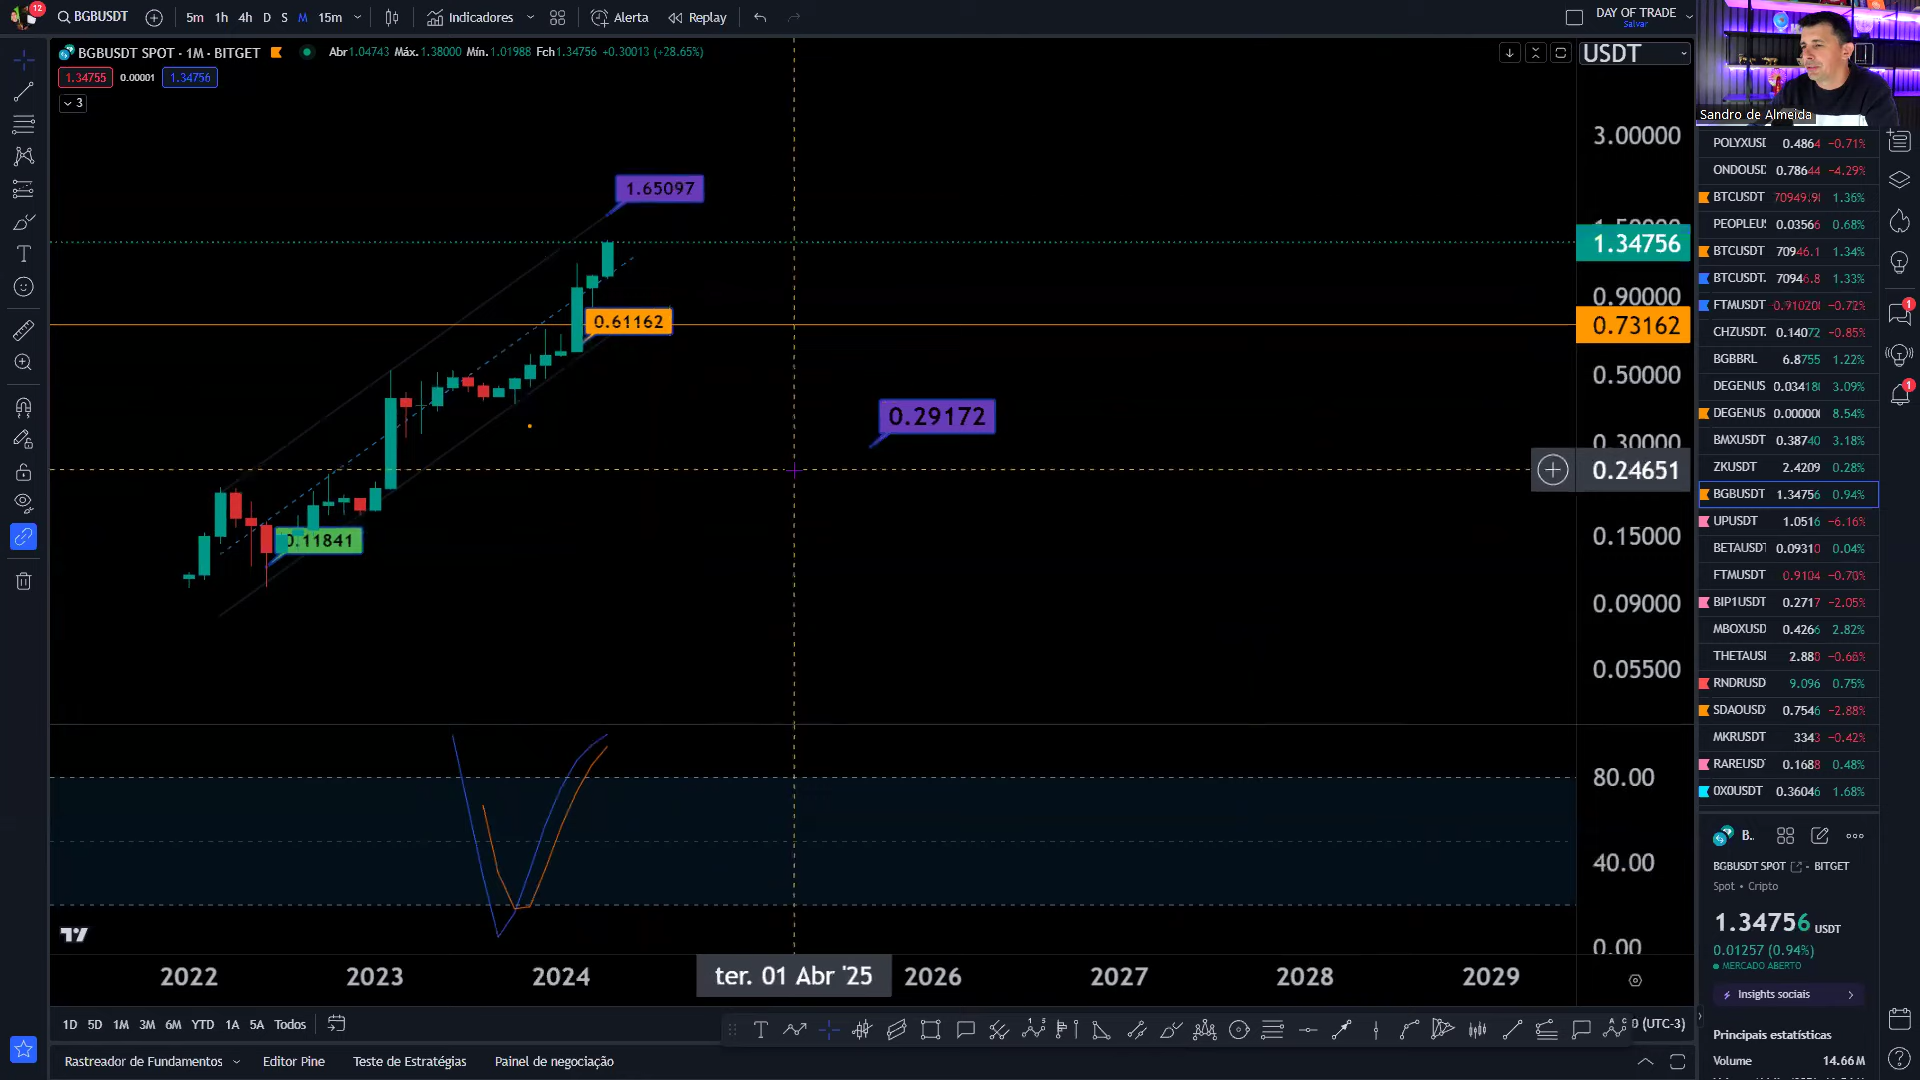 12
BGBUSDT
5m 1h 4h D S M 15m
Indicadores
Alerta
Replay
DAY OF TRADE
Salvar
BGBUSDT SPOT · 1M · BITGET
Abr1.04743 Máx.1.38000 Mín.1.01988 Fch1.34756 +0.30013 (+28.65%)
USDT
1.34755 0.00001 1.34756
3
Sandro de Almeida
3.00000
1.65097
1.34756
0.90000
0.61162
0.73162
0.50000
0.29172
0.30000
0.24651
0.11841
0.15000
0.09000
0.05500
80.00
40.00
0.00
2022 2023 2024 ter. 01 Abr '25 2026 2027 2028 2029
POLYXUSI 0.4864 −0.71%
ONDOUSD 0.78644 −4.29%
BTCUSDT 70949.9( 1.36%
PEOPLEU 0.03566 0.68%
BTCUSDT 70946.1 1.34%
BTCUSDT. 70946.8 1.33%
FTMUSDT −0.91020 −0.72%
CHZUSDT. 0.14072 −0.85%
BGBBRL 6.8755 1.22%
DEGENUS 0.03418 3.09%
DEGENUS 0.00000 8.54%
BMXUSDT 0.38740 3.18%
ZKUSDT 2.4209 0.28%
BGBUSDT 1.34756 0.94%
UPUSDT 1.0516 −6.16%
BETAUSD 0.09310 0.04%
FTMUSDT 0.9104 −0.70%
BIP1USDT 0.2717 −2.05%
MBOXUSD 0.4266 2.82%
THETAUSI 2.880 −0.66%
RNDRUSD 9.096 0.75%
SDAOUSD 0.7546 −2.88%
MKRUSDT 3343 −0.42%
RAREUSD 0.1688 0.48%
0X0USDT 0.36046 1.68%
1
1
B.
BGBUSDT SPOT · BITGET
Spot • Cripto
1.34756 USDT
0.01257 (0.94%)
MERCADO ABERTO
Insights sociais
Principais estatísticas
Volume 14.66M
1D 5D 1M 3M 6M YTD 1A 5A Todos
(UTC-3)
Rastreador de Fundamentos
Editor Pine
Teste de Estratégias
Painel de negociação